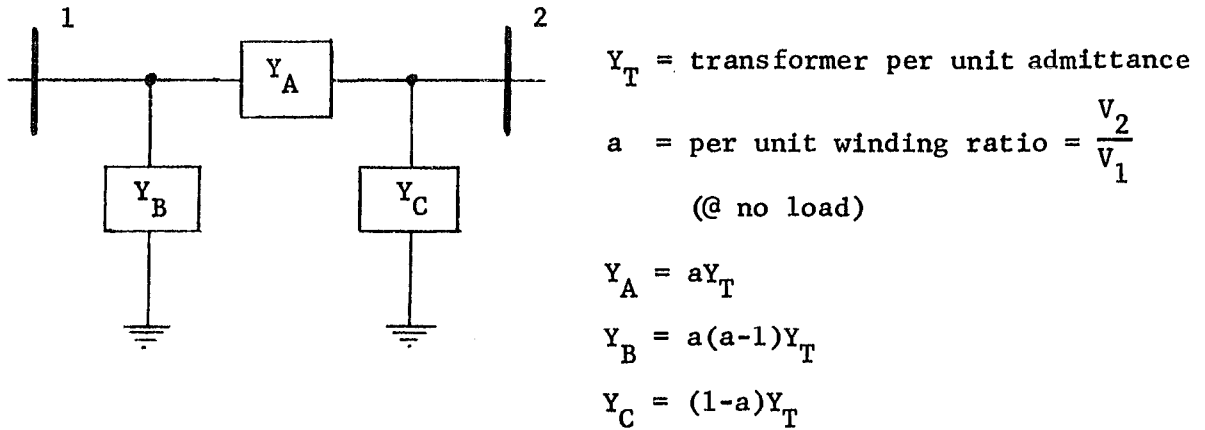 1
2
Y_A
Y_B
Y_C
Y_T = transformer per unit admittance
a = per unit winding ratio = V_2/V_1
(@ no load)
Y_A = aY_T
Y_B = a(a-1)Y_T
Y_C = (1-a)Y_T